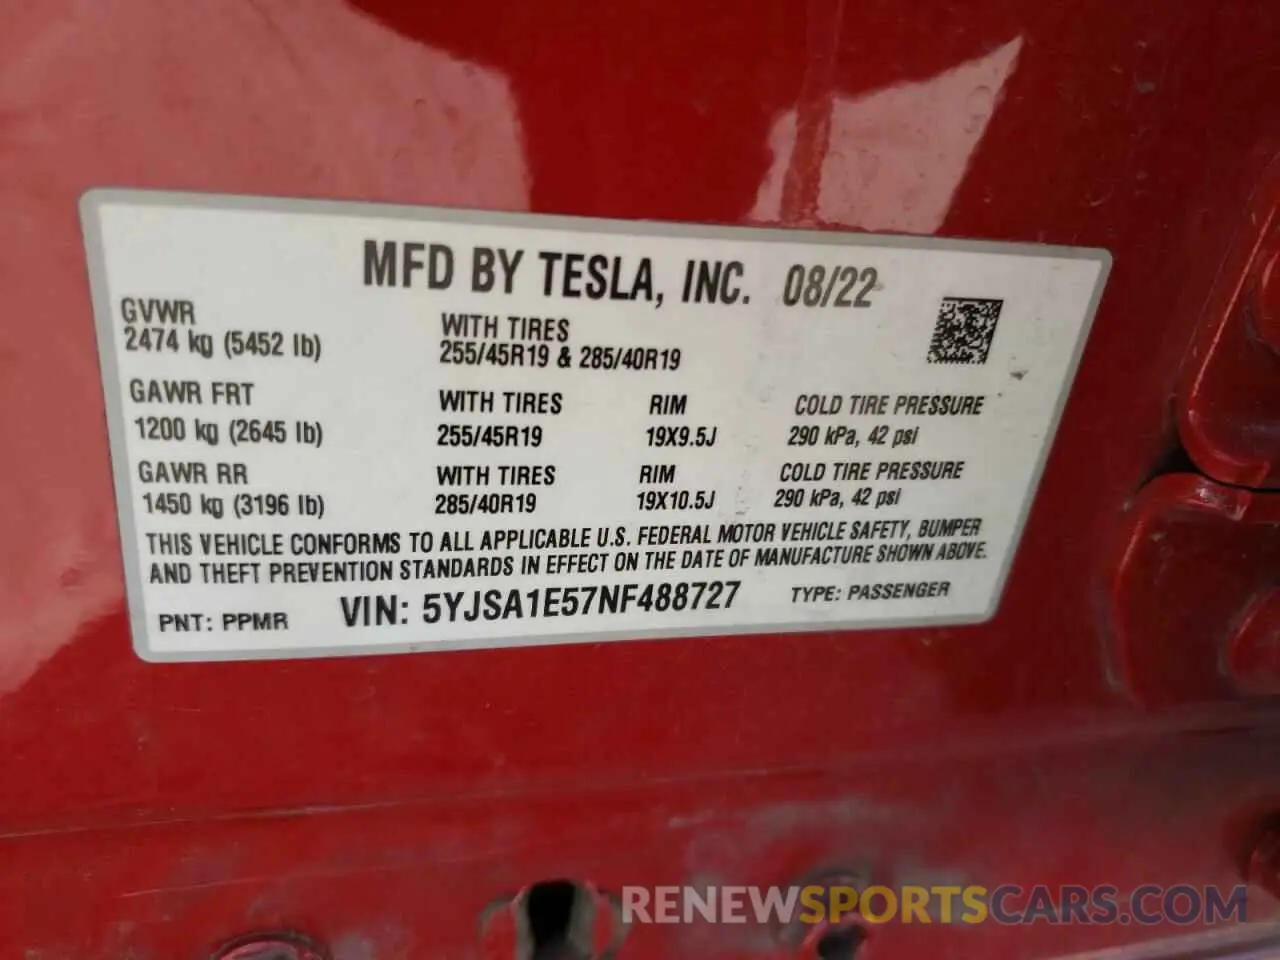 MFD BY TESLA, INC. 08/22
GVWR
2474 kg (5452 lb)
WITH TIRES
255/45R19 & 285/40R19
GAWR FRT WITH TIRES RIM COLD TIRE PRESSURE
1200 kg (2645 lb) 255/45R19 19X9.5J 290 kPa, 42 psi
GAWR RR WITH TIRES RIM COLD TIRE PRESSURE
1450 kg (3196 lb) 285/40R19 19X10.5J 290 kPa, 42 psi
THIS VEHICLE CONFORMS TO ALL APPLICABLE U.S. FEDERAL MOTOR VEHICLE SAFETY, BUMPER
AND THEFT PREVENTION STANDARDS IN EFFECT ON THE DATE OF MANUFACTURE SHOWN ABOVE.
PNT: PPMR VIN: 5YJSA1E57NF488727 TYPE: PASSENGER
RENEWSPORTSCARS.COM